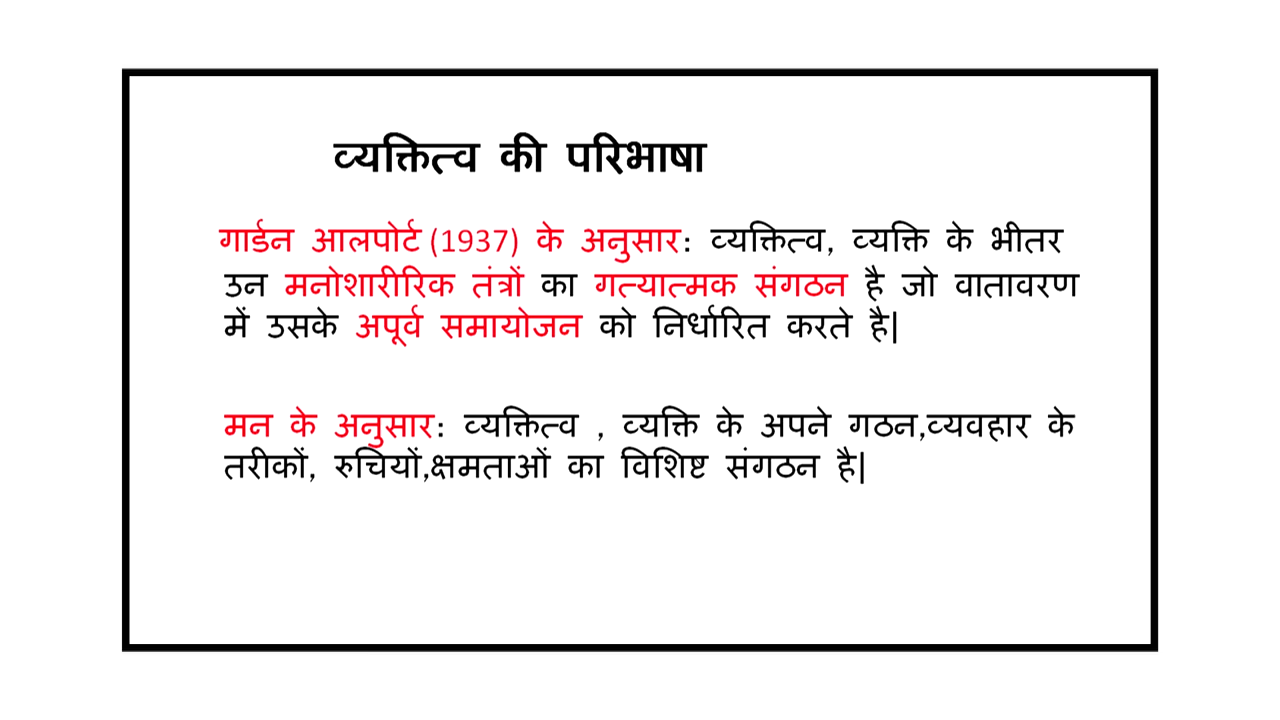 व्यक्तित्व की परिभाषा
गार्डन आलपोर्ट (1937) के अनुसार: व्यक्तित्व, व्यक्ति के भीतर
उन मनोशारीरिक तंत्रों का गत्यात्मक संगठन है जो वातावरण
में उसके अपूर्व समायोजन को निर्धारित करते है|
मन के अनुसार: व्यक्तित्व , व्यक्ति के अपने गठन,व्यवहार के
तरीकों, रुचियों,क्षमताओं का विशिष्ट संगठन है|